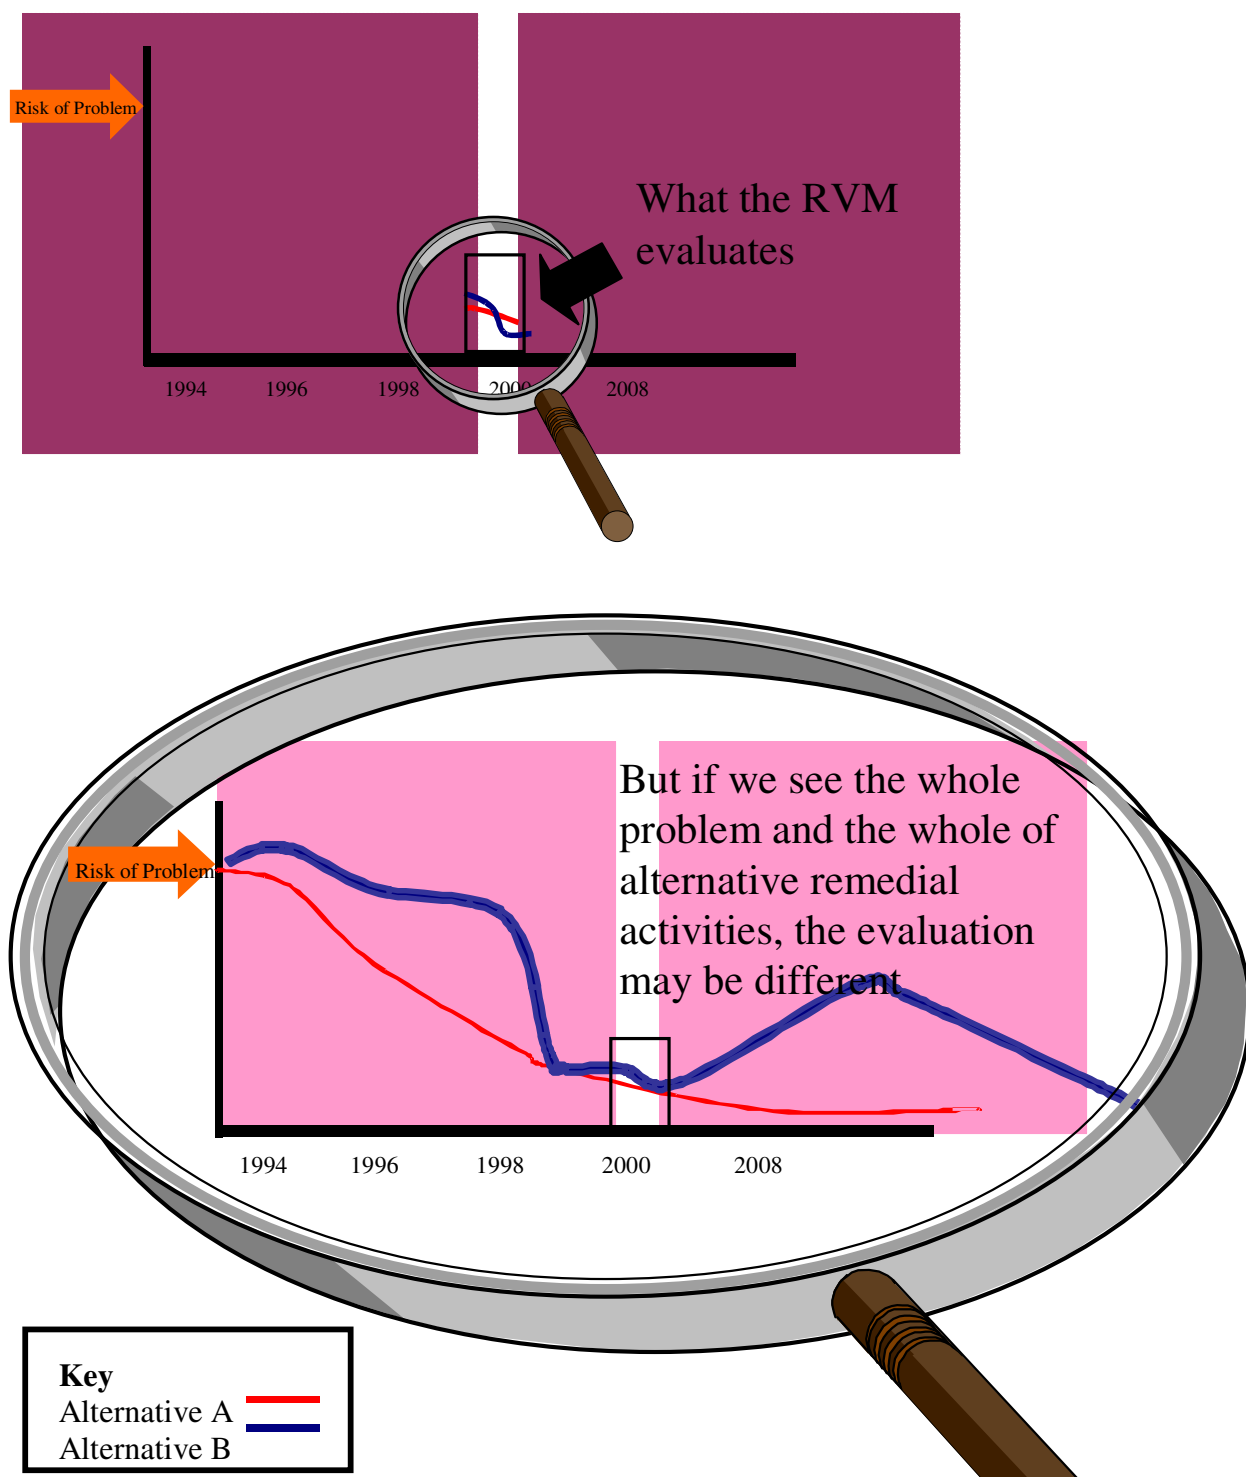 Risk of Problem
What the RVM
evaluates
1994 1996 1998 2000 2008
But if we see the whole
problem and the whole of
alternative remedial
activities, the evaluation
may be different
Risk of Problem
1994 1996 1998 2000 2008
Key
Alternative A
Alternative B